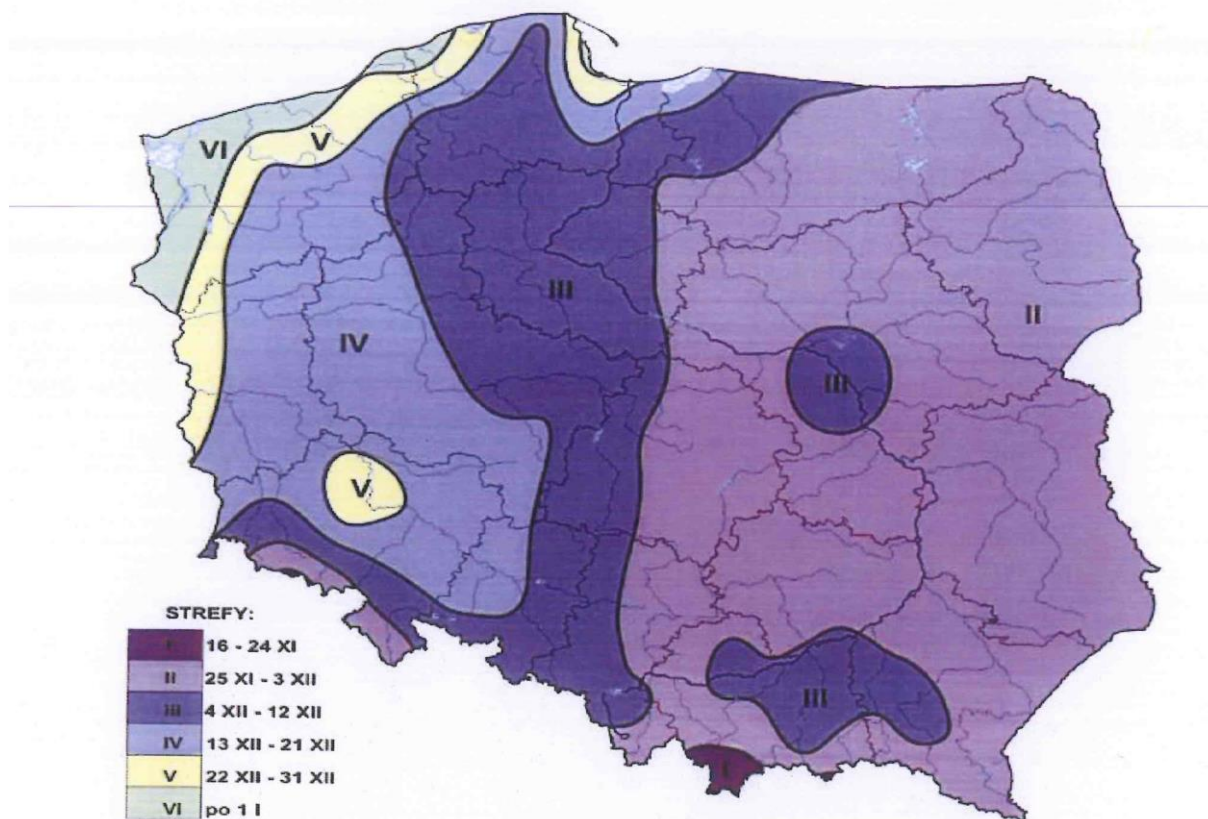 VI
V
III
IV
II
III
V
III
I
STREFY:
I 16 - 24 XI
II 25 XI - 3 XII
III 4 XII - 12 XII
IV 13 XII - 21 XII
V 22 XII - 31 XII
VI po 1 I